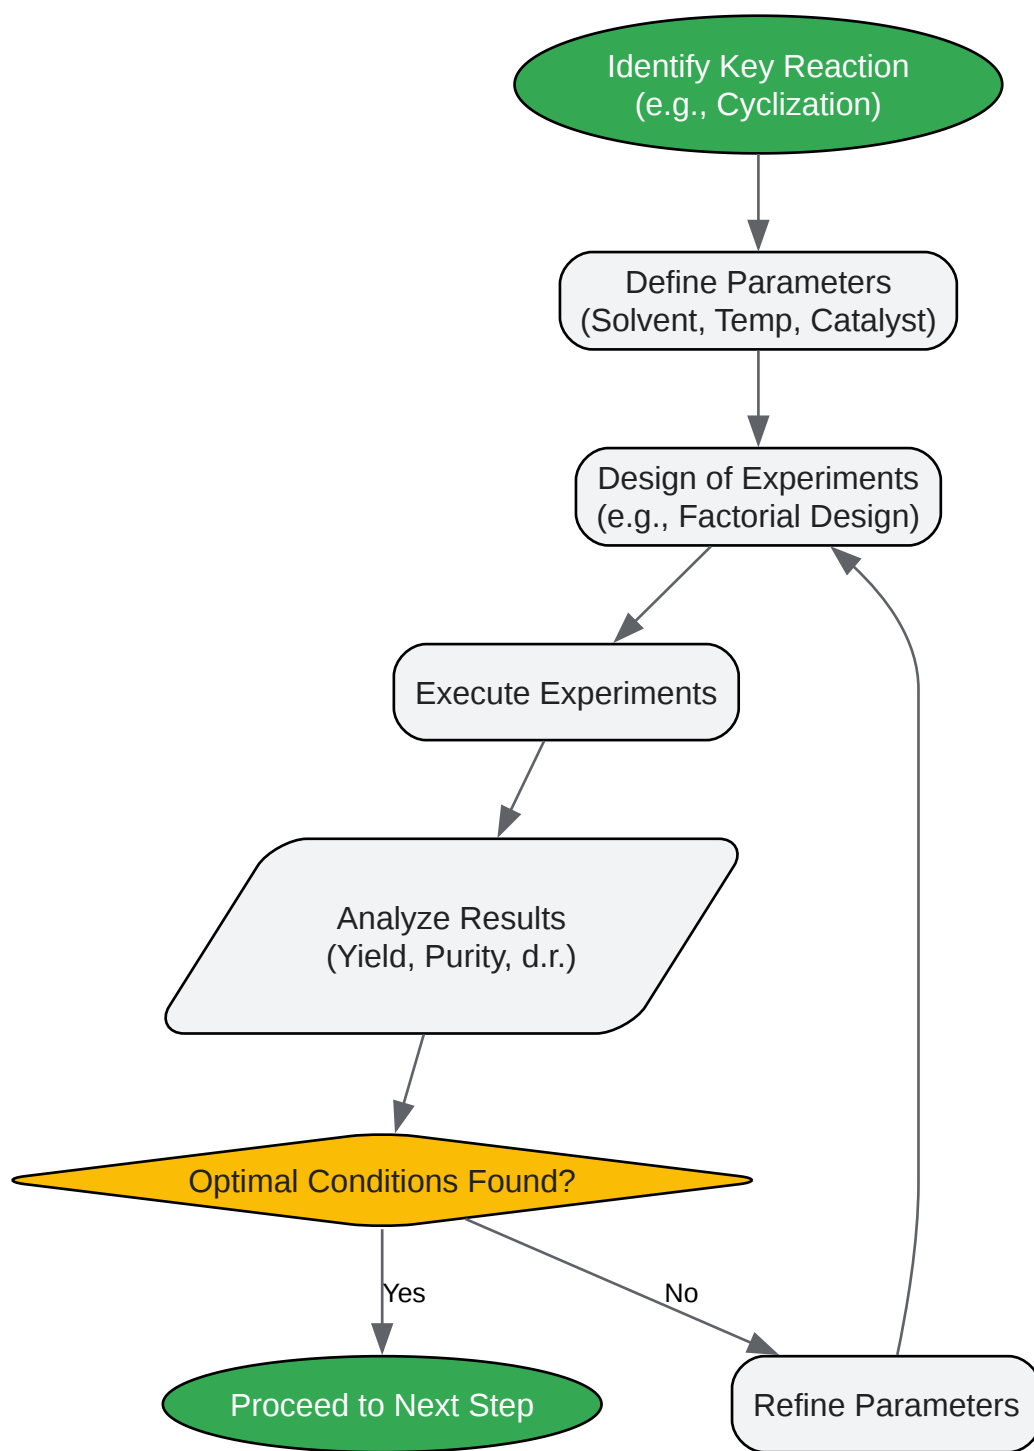 Identify Key Reaction
(e.g., Cyclization)
Define Parameters
(Solvent, Temp, Catalyst)
Design of Experiments
(e.g., Factorial Design)
Execute Experiments
Analyze Results
(Yield, Purity, d.r.)
Optimal Conditions Found?
Yes
No
Proceed to Next Step
Refine Parameters